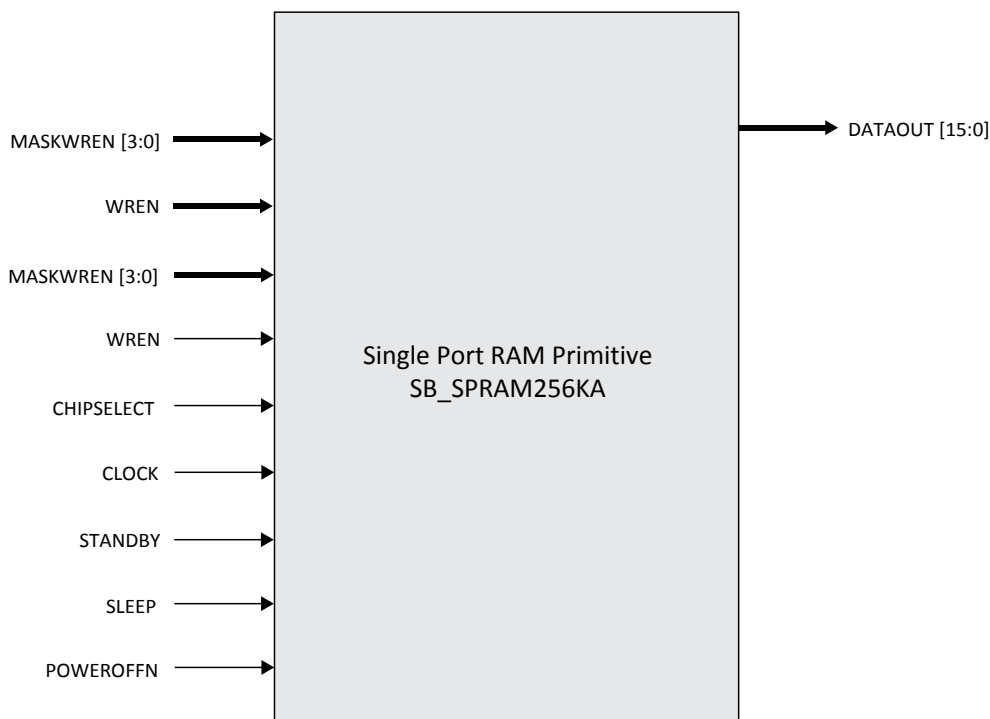 MASKWREN [3:0]
DATAOUT [15:0]
WREN
MASKWREN [3:0]
WREN
Single Port RAM Primitive
SB_SPRAM256KA
CHIPSELECT
CLOCK
STANDBY
SLEEP
POWEROFFN